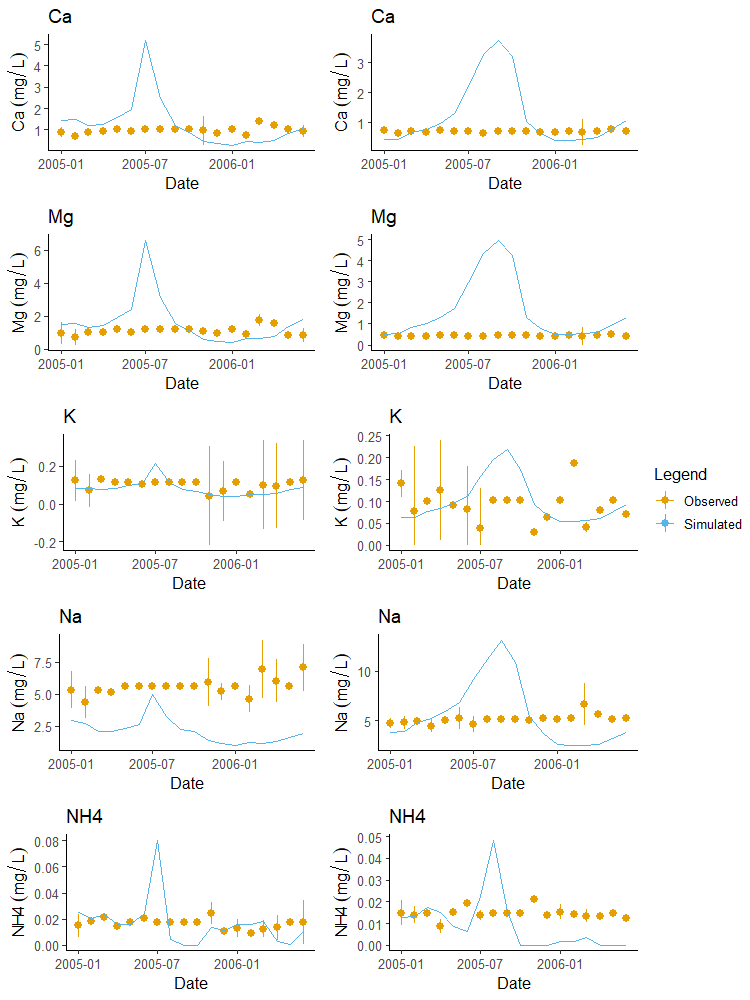 Ca Ca
Ca (mg/L) 5 4 3 2 1 Ca (mg/L) 3 2 1
2005-01 2005-07 2006-01 2005-01 2005-07 2006-01
Date Date
Mg Mg
Mg (mg/L) 6 4 2 0 Mg (mg/L) 5 4 3 2 1 0
2005-01 2005-07 2006-01 2005-01 2005-07 2006-01
Date Date
K K
K (mg/L) 0.2 0.0 -0.2 K (mg/L) 0.25 0.20 0.15 0.10 0.05 0.00
2005-01 2005-07 2006-01 2005-01 2005-07 2006-01
Date Date
Legend
Observed
Simulated
Na Na
Na (mg/L) 7.5 5.0 2.5 Na (mg/L) 10 5
2005-01 2005-07 2006-01 2005-01 2005-07 2006-01
Date Date
NH4 NH4
NH4 (mg/L) 0.08 0.06 0.04 0.02 0.00 NH4 (mg/L) 0.05 0.04 0.03 0.02 0.01 0.00
2005-01 2005-07 2006-01 2005-01 2005-07 2006-01
Date Date